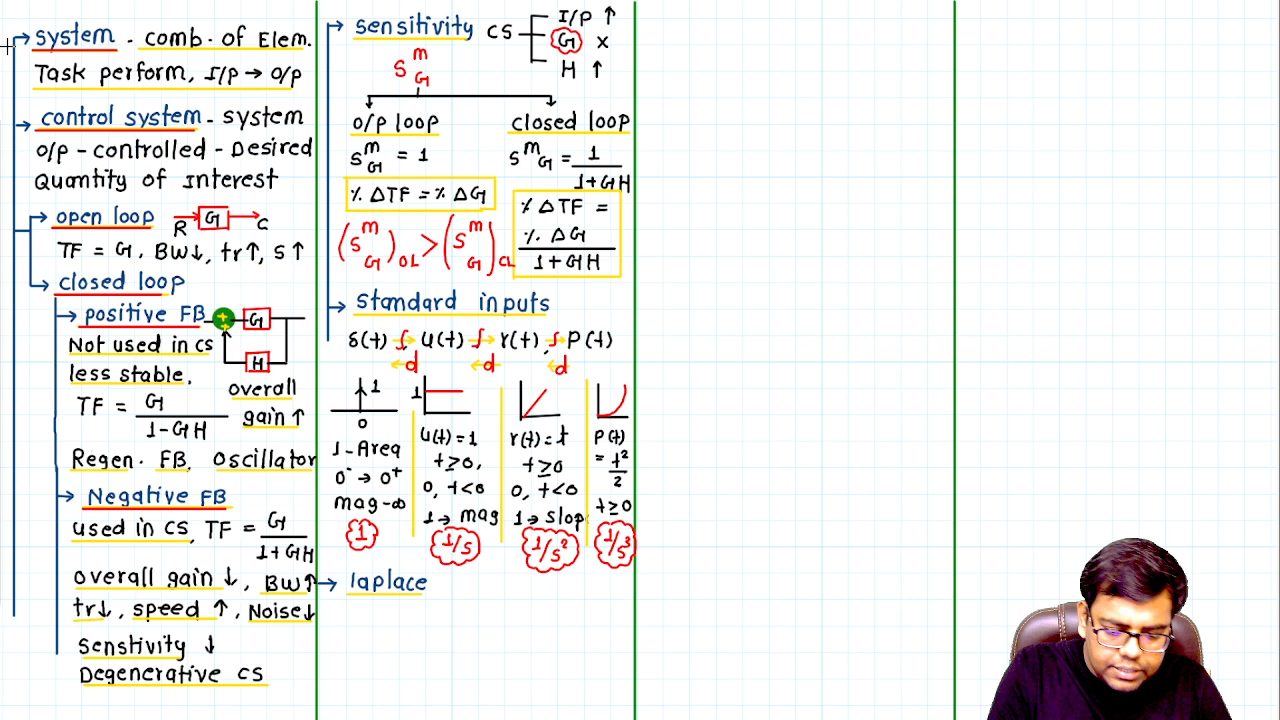 system - comb. of Elem.
Task perform, I/p → o/p
control system - system
o/p - controlled - Desired
Quantity of Interest
open loop R G C
TF = G, BW↓, tr↑, S↑
closed loop
positive FB + + G
Not used in cs H
less stable.
overall
gain ↑
TF = G / 1-GH
Regen. FB, Oscillator
Negative FB
used in CS, TF = G / 1+GH
overall gain ↓, BW↑
tr↓, speed ↑, Noise↓
Senstivity ↓
Degenerative CS
sensitivity CS
I/P ↑
G x
H ↑
S^m_G
o/p loop
S^m_G = 1
% ΔTF = % ΔG
closed loop
S^m_G = 1 / 1+GH
% ΔTF =
% ΔG / 1+GH
(S^m_G)OL > (S^m_G)CL
standard inputs
δ(t) ∫→ u(t) ∫→ r(t), ∫→ P(t)
←d ←d ←d
1
0
1-Area
0⁻ → 0⁺
mag-∞
1
1
u(t)=1
t≥0,
0, t<0
1→ mag
1/s
r(t)=t
t≥0
0, t<0
1→ slop
1/s²
P(t)
= t²/2
t≥0
1/s³
laplace